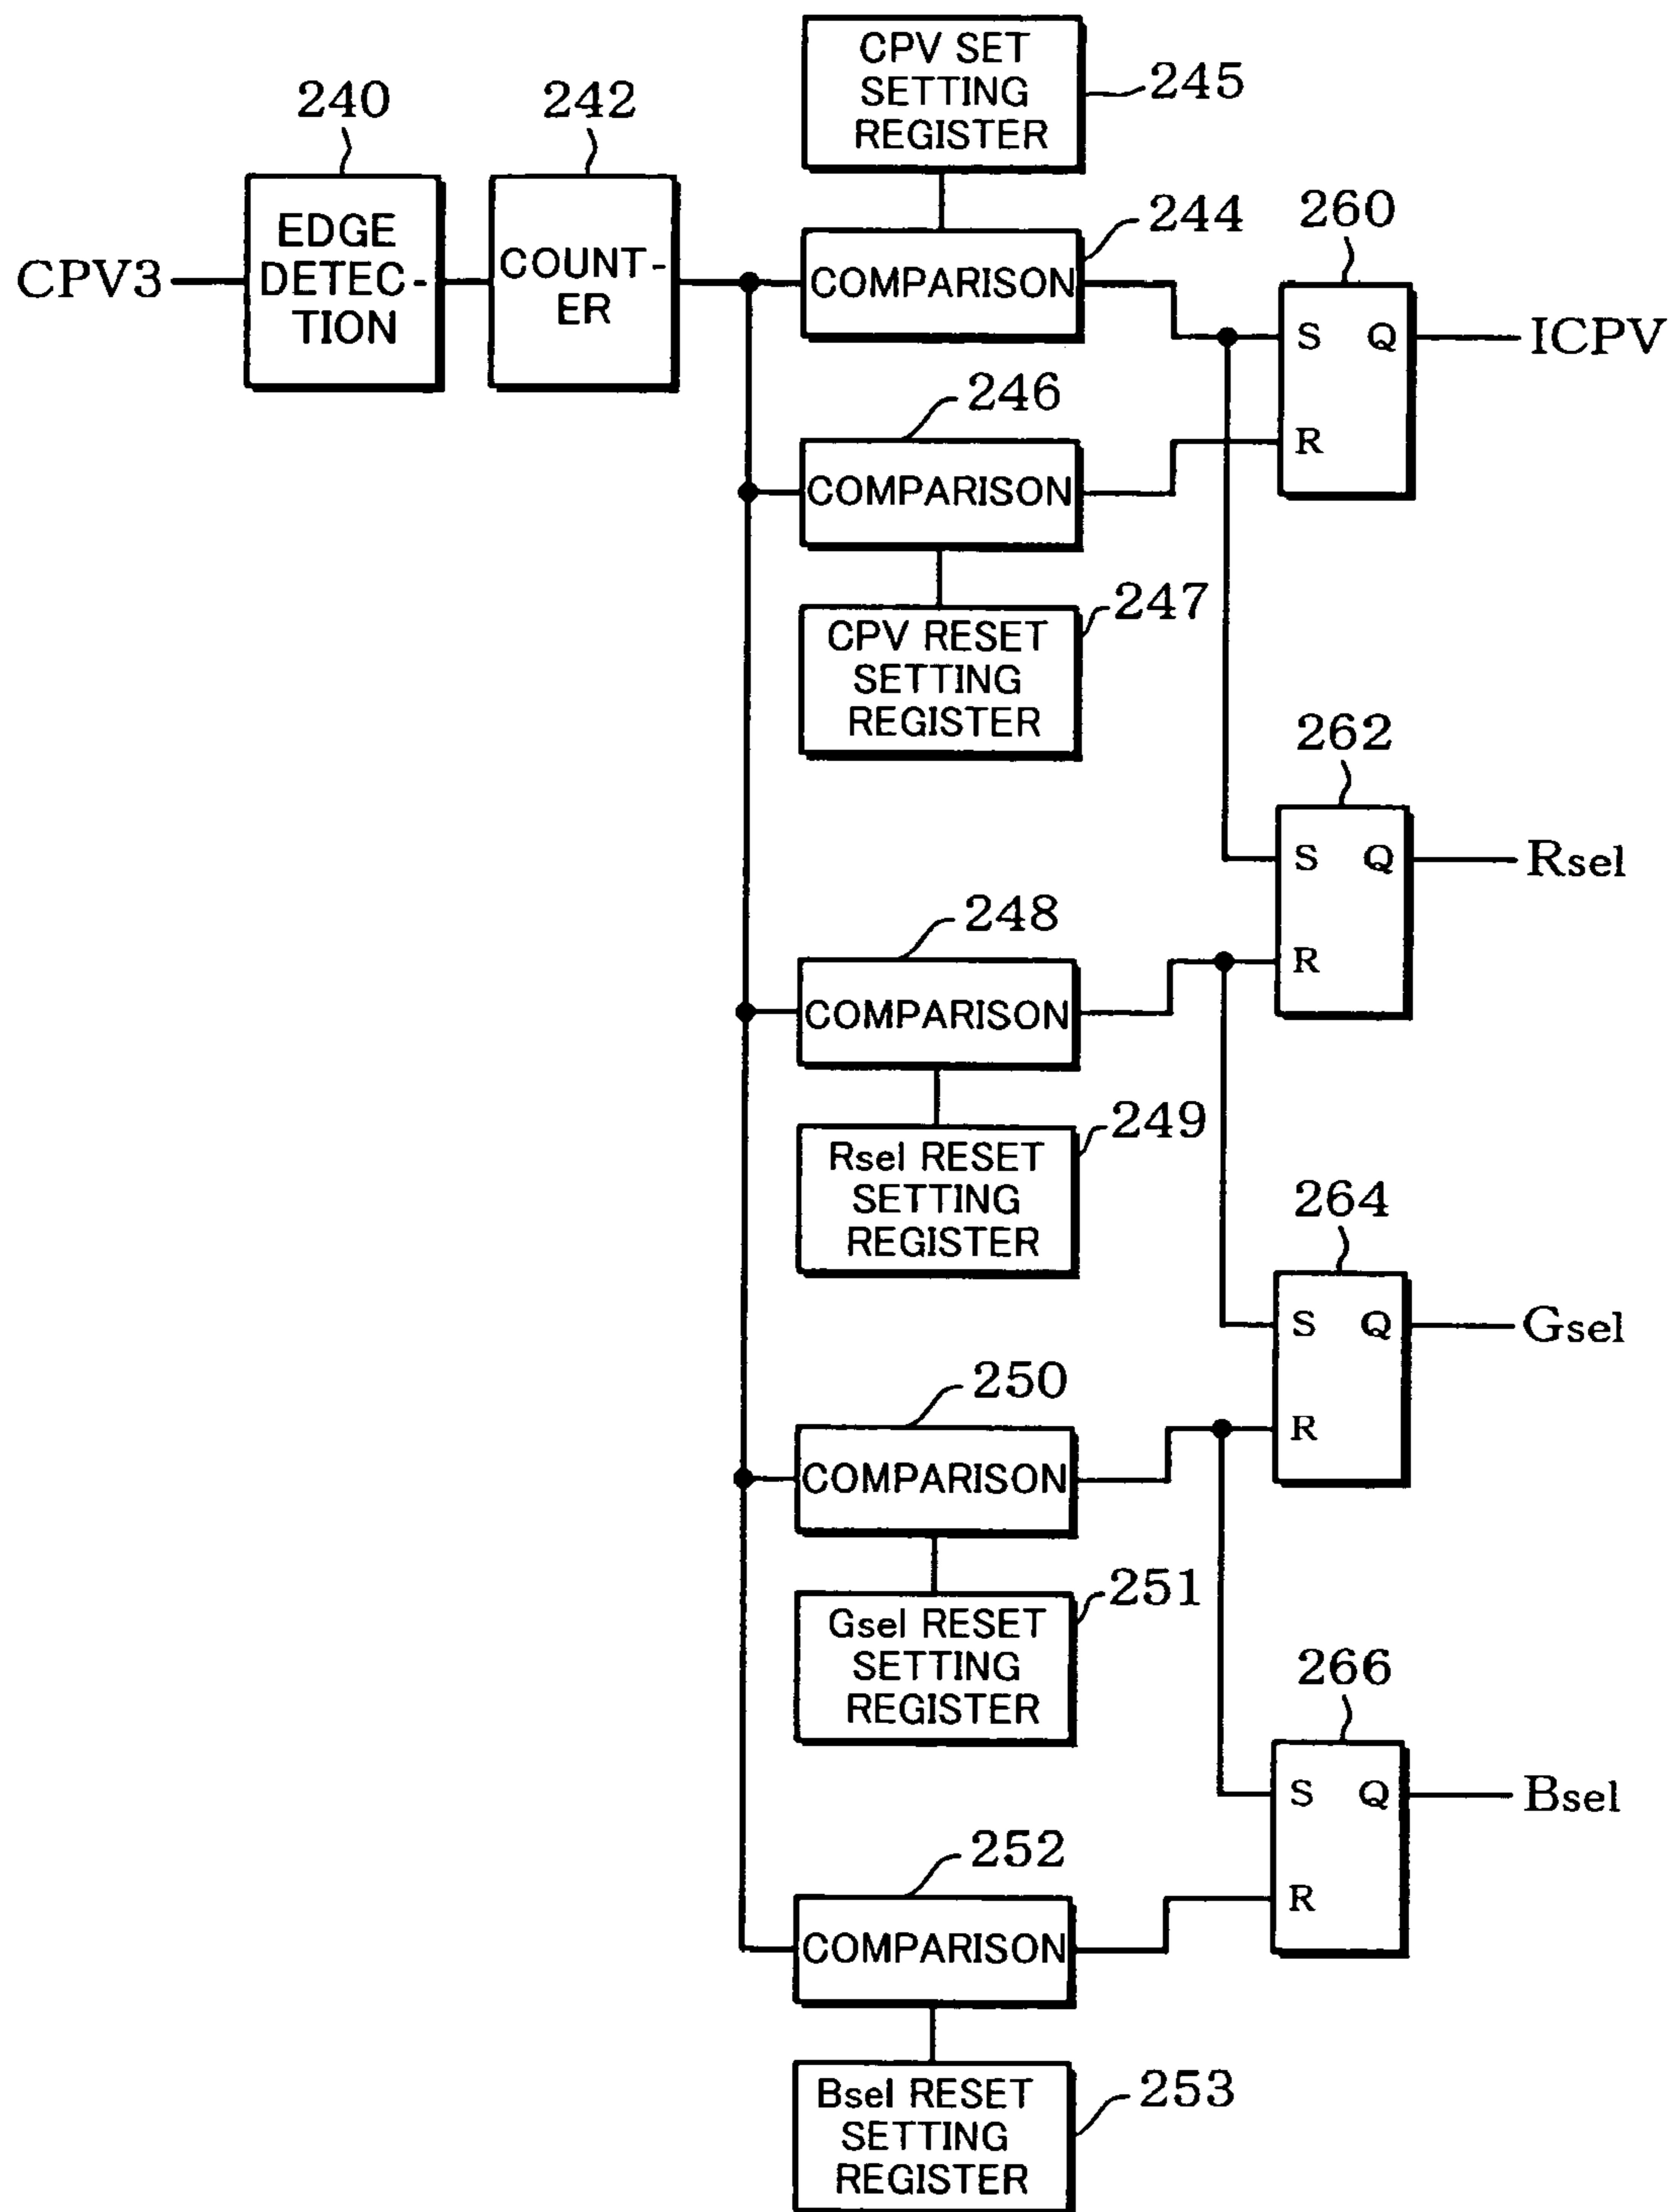 CPV SET
SETTING
REGISTER
245
240
242
EDGE
DETEC-
TION
COUNT-
ER
CPV3
244
COMPARISON
260
S Q
R
ICPV
246
COMPARISON
247
CPV RESET
SETTING
REGISTER
262
S Q
R
Rsel
248
COMPARISON
249
Rsel RESET
SETTING
REGISTER
264
S Q
R
Gsel
250
COMPARISON
251
Gsel RESET
SETTING
REGISTER
266
S Q
R
Bsel
252
COMPARISON
Bsel RESET
SETTING
REGISTER
253